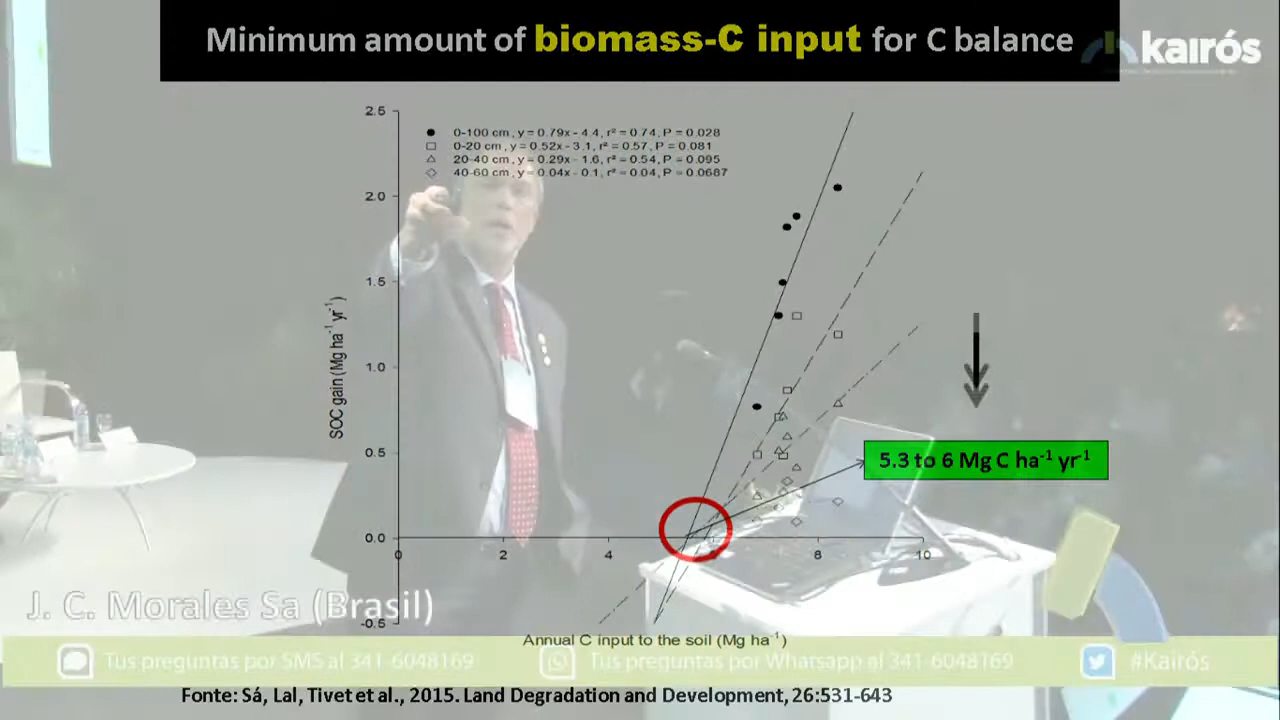 Minimum amount of biomass-C input for C balance
kairós
2.5
0-100 cm, y = 0.79x - 4.4, r² = 0.74, P = 0.028
0-20 cm, y = 0.52x - 3.1, r² = 0.57, P = 0.081
20-40 cm, y = 0.29x - 1.6, r² = 0.54, P = 0.095
40-60 cm, y = 0.04x - 0.1, r² = 0.04, P = 0.0687
2.0
1.5
1.0
0.5
0.0
-0.5
SOC gain (Mg ha⁻¹ yr⁻¹)
5.3 to 6 Mg C ha⁻¹ yr⁻¹
0 2 4 8 10
Annual C input to the soil (Mg ha⁻¹)
J. C. Morales Sa (Brasil)
Tus preguntas por SMS al 341-6048169
Tus preguntas por Wharsapp al 341-6048169
#Kairós
Fonte: Sá, Lal, Tivet et al., 2015. Land Degradation and Development, 26:531-643